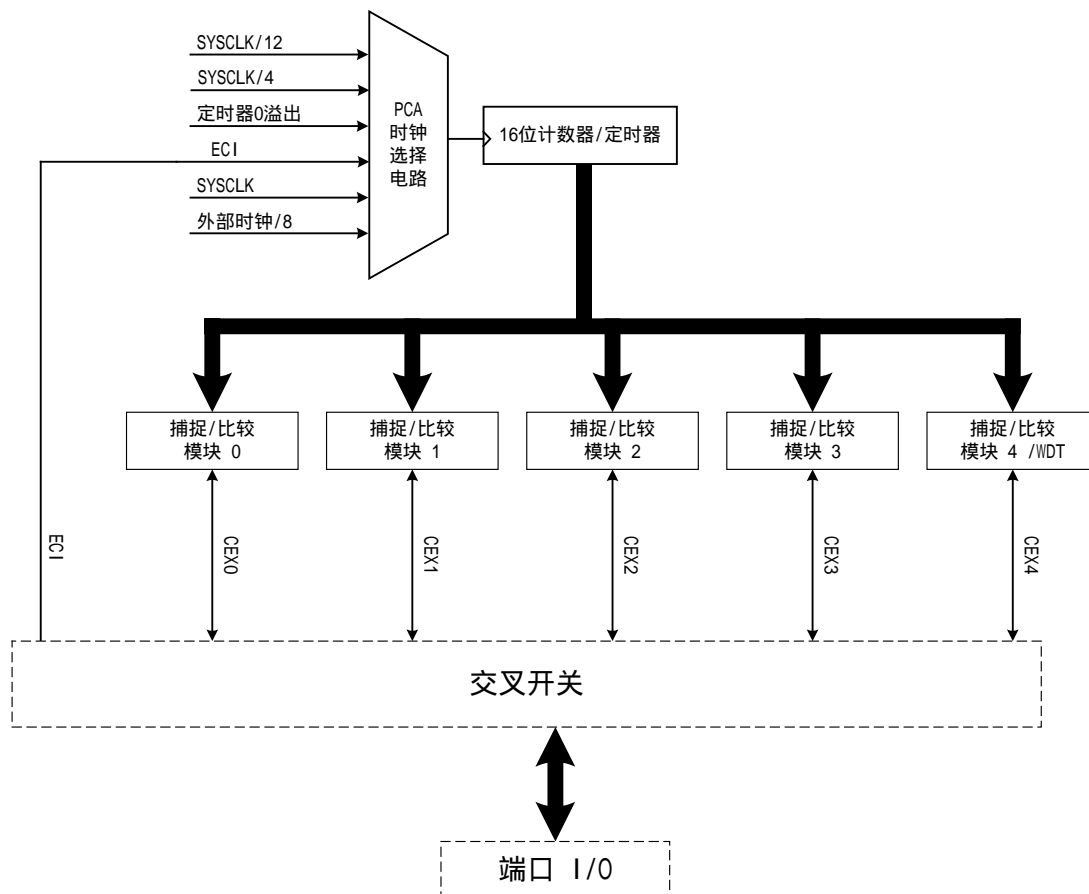 SYSCLK/12
SYSCLK/4
定时器0溢出
ECI
SYSCLK
外部时钟/8
PCA
时钟
选择
电路
16位计数器/定时器
捕捉/比较
模块 0
捕捉/比较
模块 1
捕捉/比较
模块 2
捕捉/比较
模块 3
捕捉/比较
模块 4 /WDT
ECI
CEX0
CEX1
CEX2
CEX3
CEX4
交叉开关
端口 I/O